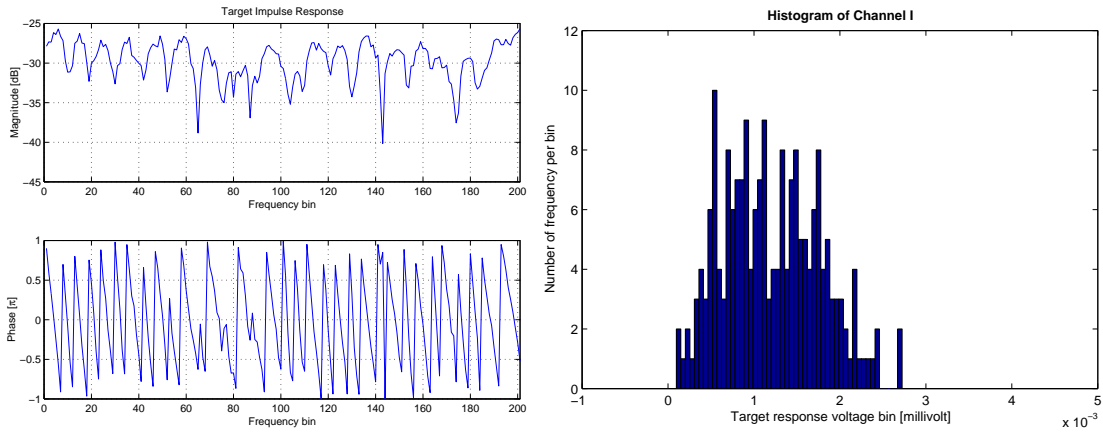 Target Impulse Response
−25
−30
−35
−40
−45
Magnitude [dB]
0 20 40 60 80 100 120 140 160 180 200
Frequency bin
1
0.5
0
−0.5
−1
Phase [π]
0 20 40 60 80 100 120 140 160 180 200
Frequency bin
Histogram of Channel I
12
10
8
6
4
2
0
Number of frequency per bin
−1 0 1 2 3 4 5
Target response voltage bin [millivolt]
x 10⁻³